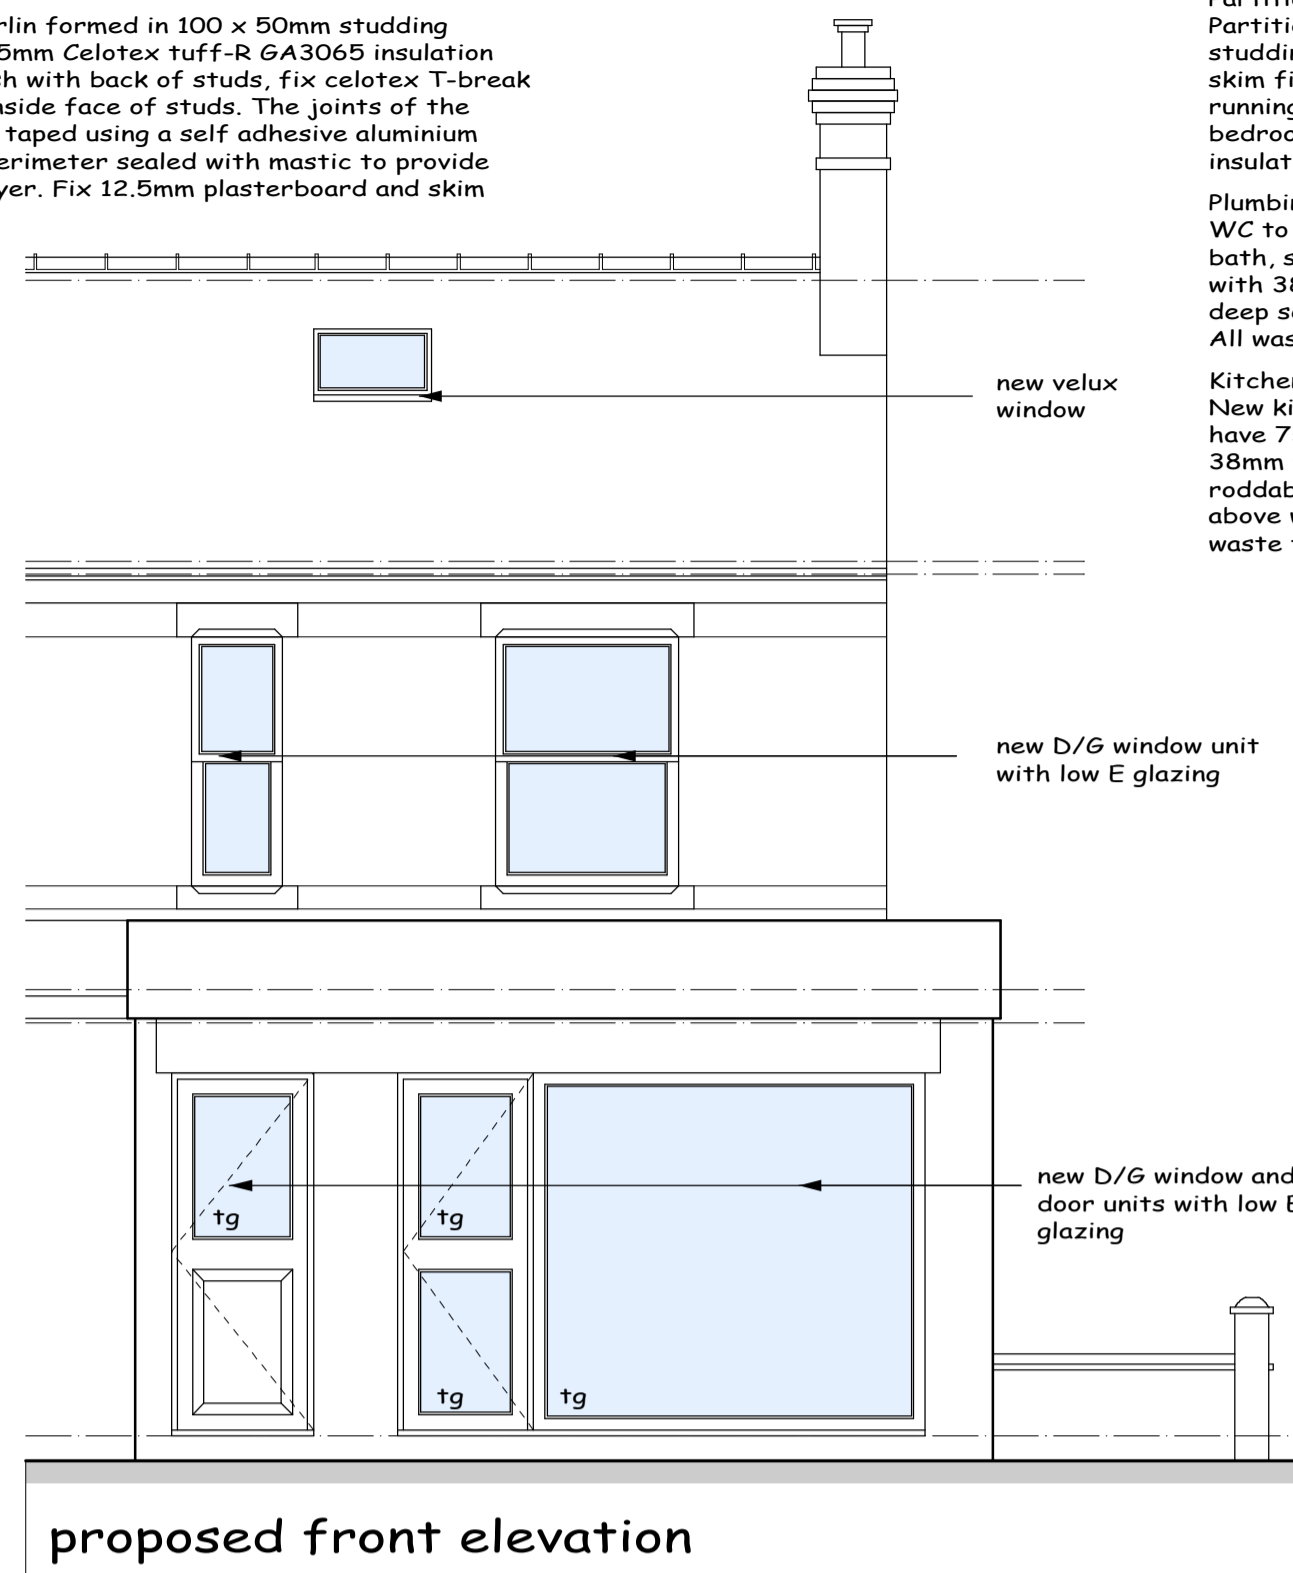 rlin formed in 100 x 50mm studding
5mm Celotex tuff-R GA3065 insulation
h with back of studs, fix celotex T-break
nside face of studs. The joints of the
taped using a self adhesive aluminium
erimeter sealed with mastic to provide
yer. Fix 12.5mm plasterboard and skim
Partiti
studdin
skim fi
running
bedroo
insulat
Plumbin
WC to
bath, s
with 38
deep s
All was
Kitchen
New ki
have 7
38mm
roddab
above w
waste t
new velux
window
new D/G window unit
with low E glazing
new D/G window and
door units with low E
glazing
tg
tg
tg
tg
proposed front elevation